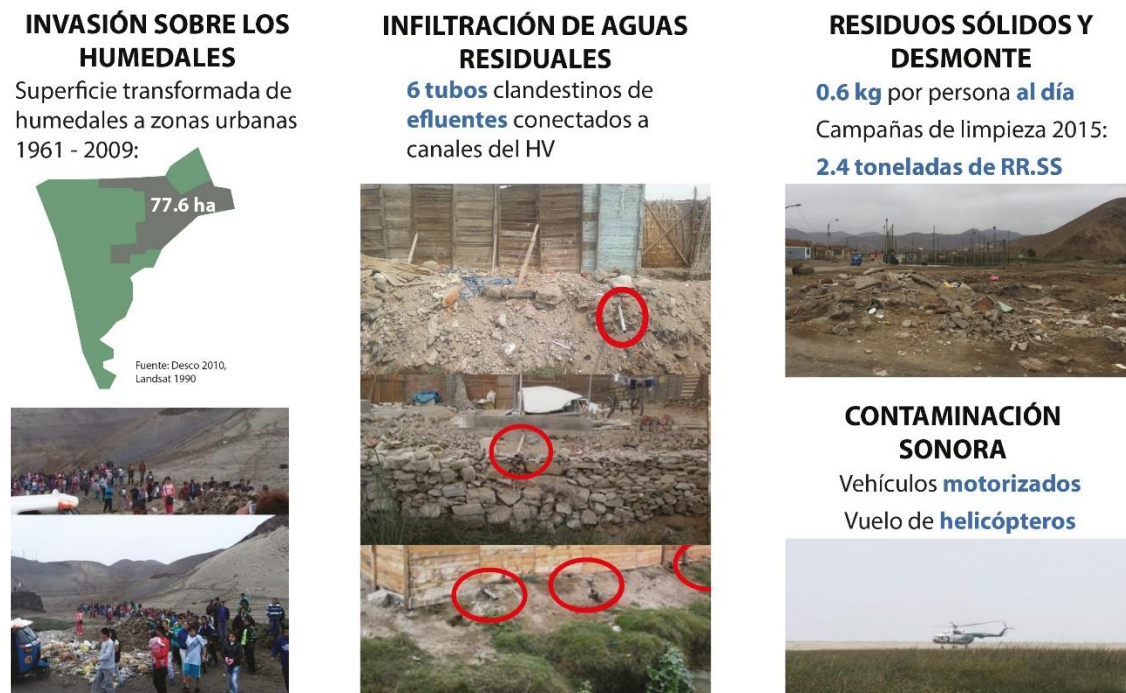 INVASIÓN SOBRE LOS
HUMEDALES
Superficie transformada de
humedales a zonas urbanas
1961 - 2009:
77.6 ha
Fuente: Desco 2010,
Landsat 1990
INFILTRACIÓN DE AGUAS
RESIDUALES
6 tubos clandestinos de
efluentes conectados a
canales del HV
RESIDUOS SÓLIDOS Y
DESMONTE
0.6 kg por persona al día
Campañas de limpieza 2015:
2.4 toneladas de RR.SS
CONTAMINACIÓN
SONORA
Vehículos motorizados
Vuelo de helicópteros